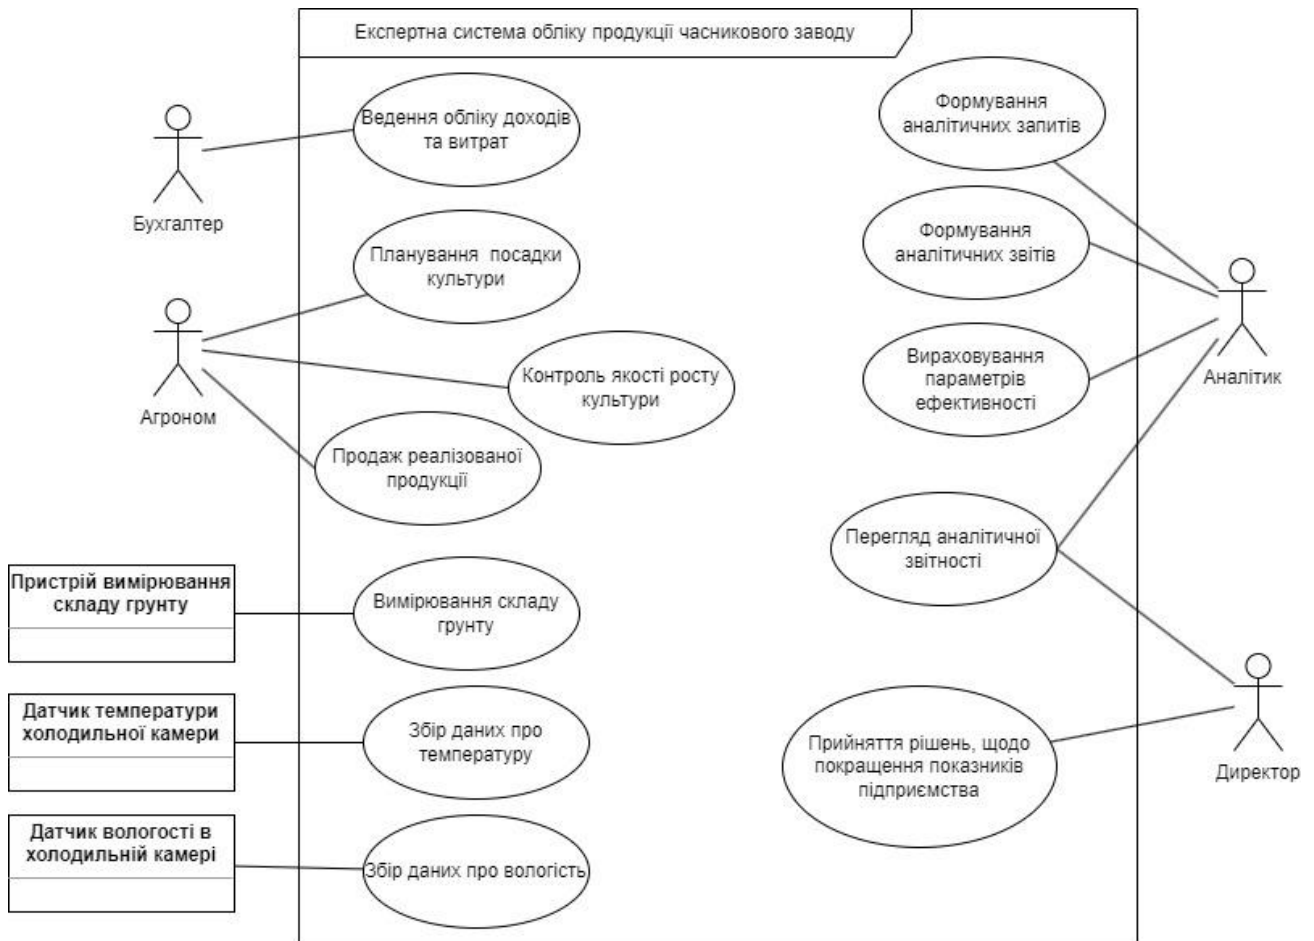 Експертна система обліку продукції часникового заводу
Ведення обліку доходів
та витрат
Бухгалтер
Планування посадки
культури
Контроль якості росту
культури
Агроном
Продаж реалізованої
продукції
Пристрій вимірювання
складу грунту
Вимірювання складу
грунту
Датчик температури
холодильної камери
Збір даних про
температуру
Датчик вологості в
холодильній камері
Збір даних про вологість
Формування
аналітичних запитів
Формування
аналітичних звітів
Вираховування
параметрів
ефективності
Аналітик
Перегляд аналітичної
звітності
Прийняття рішень, щодо
покращення показників
підприємства
Директор